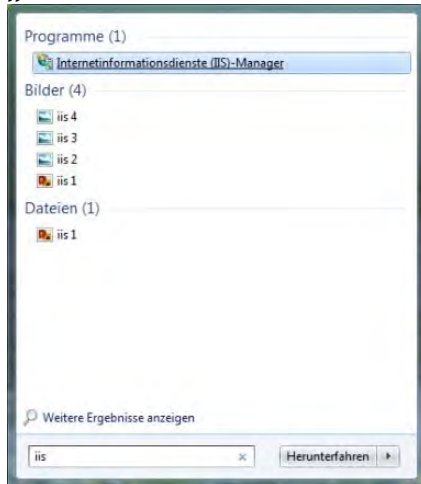 Programme (1)
Internetinformationsdienste (IIS)-Manager
Bilder (4)
iis 4
iis 3
iis 2
iis 1
Dateien (1)
iis 1
Weitere Ergebnisse anzeigen
iis
Herunterfahren